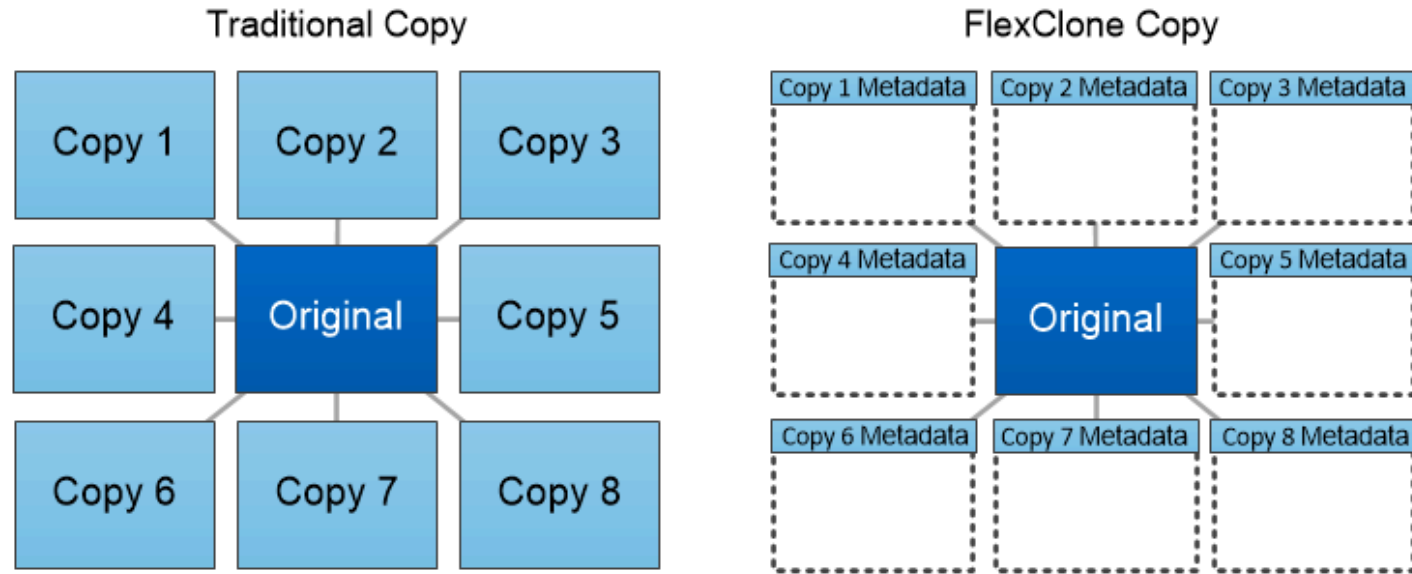 Traditional Copy
Copy 1
Copy 2
Copy 3
Copy 4
Original
Copy 5
Copy 6
Copy 7
Copy 8
FlexClone Copy
Copy 1 Metadata
Copy 2 Metadata
Copy 3 Metadata
Copy 4 Metadata
Original
Copy 5 Metadata
Copy 6 Metadata
Copy 7 Metadata
Copy 8 Metadata